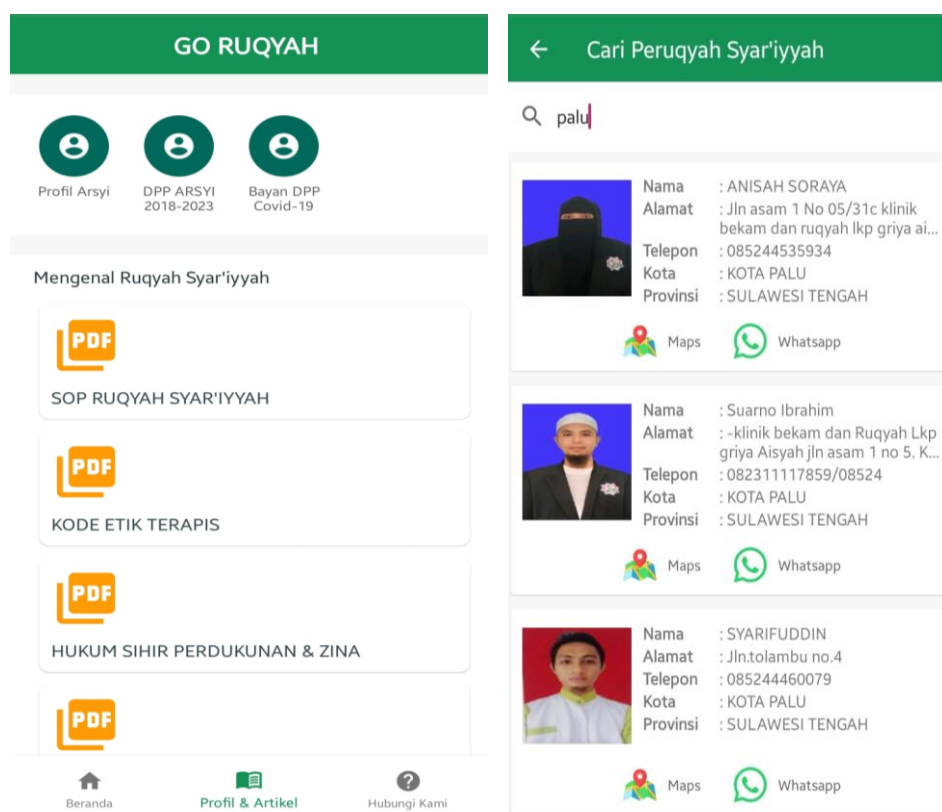 GO RUQYAH
Profil Arsyi
DPP ARSYI
2018-2023
Bayan DPP
Covid-19
Mengenal Ruqyah Syar'iyyah
PDF
SOP RUQYAH SYAR'IYYAH
PDF
KODE ETIK TERAPIS
PDF
HUKUM SIHIR PERDUKUNAN & ZINA
PDF
Beranda
Profil & Artikel
Hubungi Kami
Cari Peruqyah Syar'iyyah
palu
Nama : ANISAH SORAYA
Alamat : Jln asam 1 No 05/31c klinik
bekam dan ruqyah lkp griya ai...
Telepon : 085244535934
Kota : KOTA PALU
Provinsi : SULAWESI TENGAH
Maps Whatsapp
Nama : Suarno Ibrahim
Alamat : -klinik bekam dan Ruqyah Lkp
griya Aisyah jln asam 1 no 5. K...
Telepon : 082311117859/08524
Kota : KOTA PALU
Provinsi : SULAWESI TENGAH
Maps Whatsapp
Nama : SYARIFUDDIN
Alamat : Jln.tolambu no.4
Telepon : 085244460079
Kota : KOTA PALU
Provinsi : SULAWESI TENGAH
Maps Whatsapp